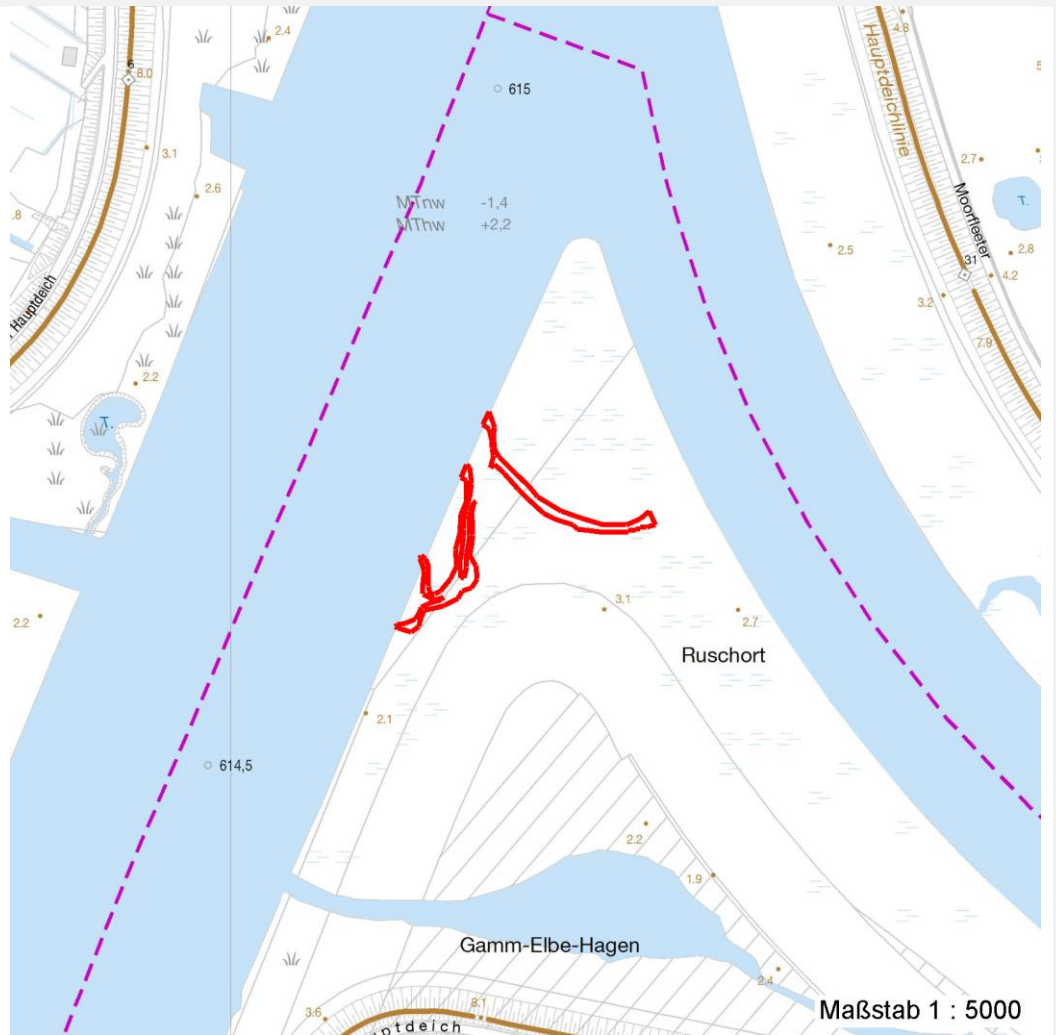 2.4
6
8.0
615
4.8
Hauptdeichlinie
3.1
2.7
2.6
MTnw -1,4
MThw +2,2
Moorfleeter
T.
.8
2.5
2.8
31
4.2
3.2
Hauptdeich
7.9
2.2
T.
2.2
3.1
2.7
Ruschort
2.1
614,5
2.2
1.9
Gamm-Elbe-Hagen
2.4
3.6
8.1
uptdeich
Maßstab 1 : 5000